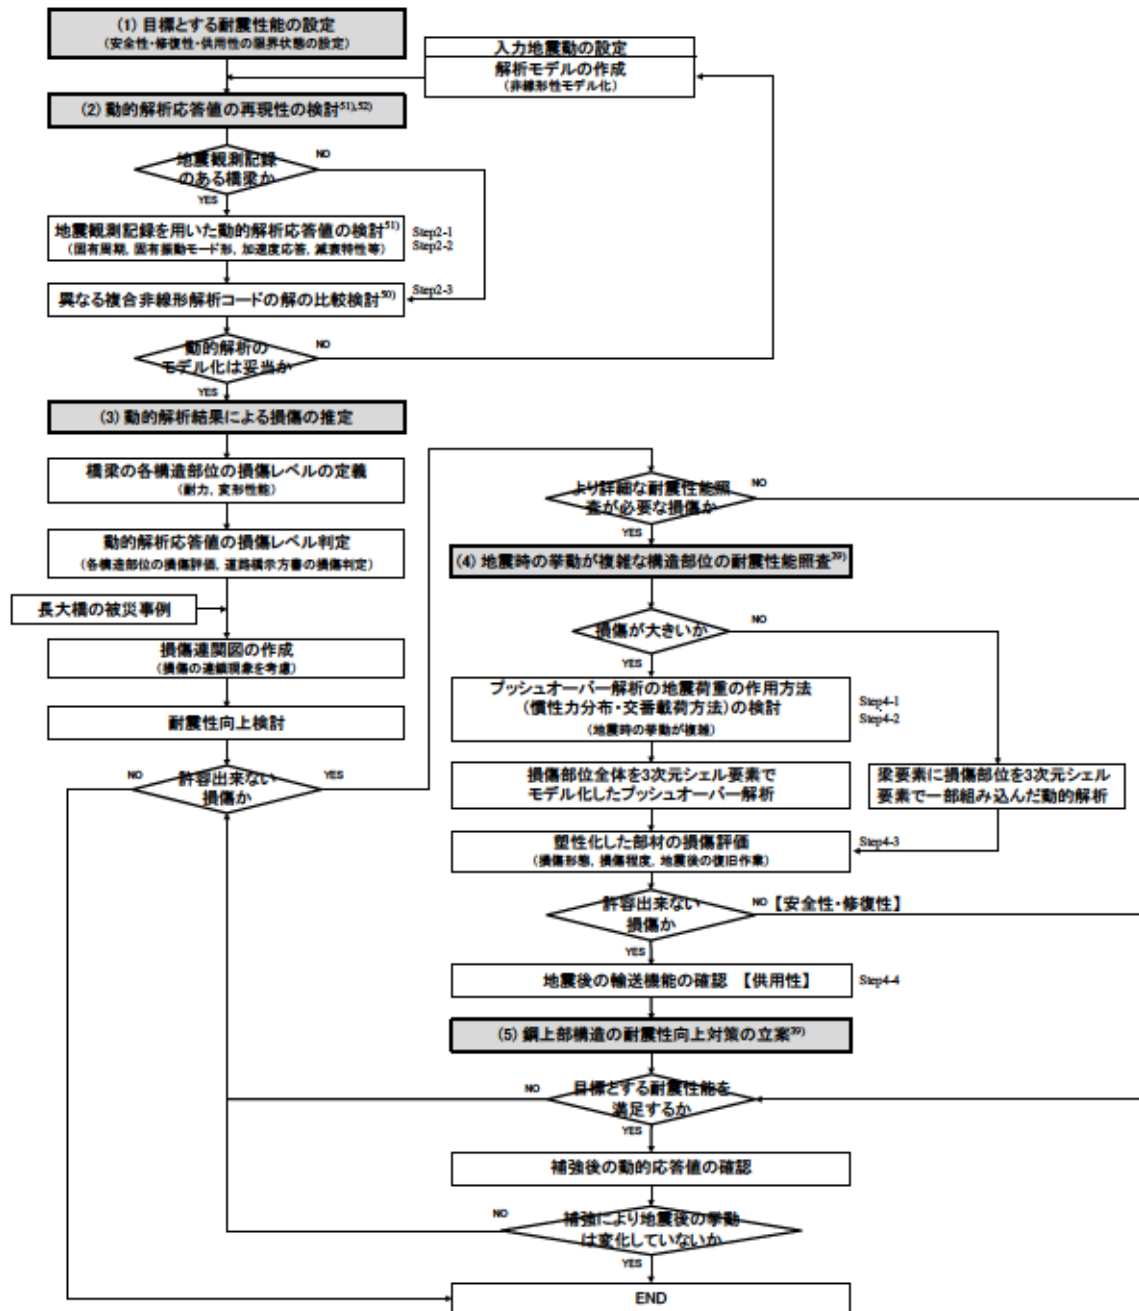 (1) 目標とする耐震性能の設定
(安全性・修復性・供用性の限界状態の設定)
入力地震動の設定
解析モデルの作成
(非線形性モデル化)
(2) 動的解析応答値の再現性の検討51),52)
地震観測記録
のある橋梁か
NO
YES
地震観測記録を用いた動的解析応答値の検討51)
(固有周期, 固有振動モード形, 加速度応答, 減衰特性等)
Step2-1
Step2-2
異なる複合非線形解析コードの解の比較検討50)
Step2-3
動的解析の
モデル化は妥当か
NO
YES
(3) 動的解析結果による損傷の推定
橋梁の各構造部位の損傷レベルの定義
(耐力, 変形性能)
動的解析応答値の損傷レベル判定
(各構造部位の損傷評価, 道路橋示方書の損傷判定)
長大橋の被災事例
損傷連関図の作成
(損傷の連鎖現象を考慮)
耐震性向上検討
許容出来ない
損傷か
NO
YES
より詳細な耐震性能照
査が必要な損傷か
NO
YES
(4) 地震時の挙動が複雑な構造部位の耐震性能照査39)
損傷が大きいか
NO
YES
プッシュオーバー解析の地震荷重の作用方法
(慣性力分布・交番載荷方法)の検討
(地震時の挙動が複雑)
Step4-1
Step4-2
損傷部位全体を3次元シェル要素で
モデル化したプッシュオーバー解析
梁要素に損傷部位を3次元シェル
要素で一部組み込んだ動的解析
塑性化した部材の損傷評価
(損傷形態, 損傷程度, 地震後の復旧作業)
Step4-3
許容出来ない
損傷か
NO 【安全性・修復性】
YES
地震後の輸送機能の確認 【供用性】
Step4-4
(5) 鋼上部構造の耐震性向上対策の立案39)
目標とする耐震性能を
満足するか
NO
YES
補強後の動的応答値の確認
補強により地震後の挙動
は変化していないか
NO
YES
END